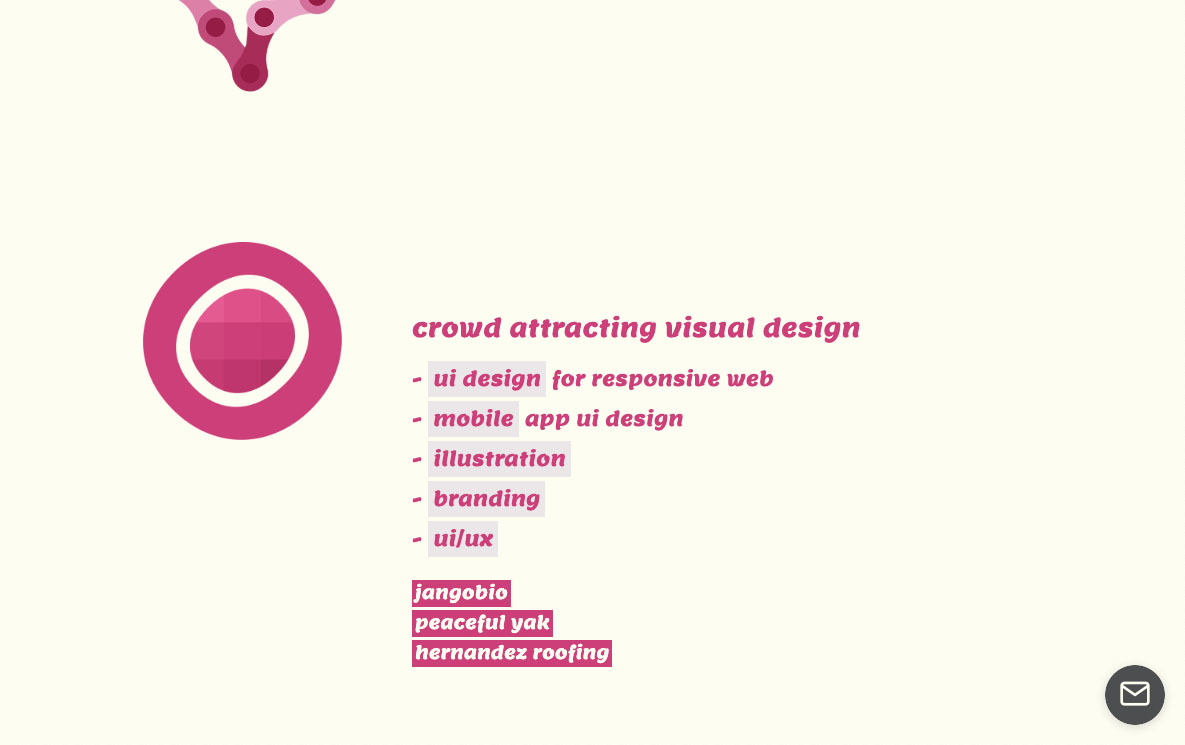 crowd attracting visual design
- ui design for responsive web
- mobile app ui design
- illustration
- branding
- ui/ux
jangobio
peaceful yak
hernandez roofing